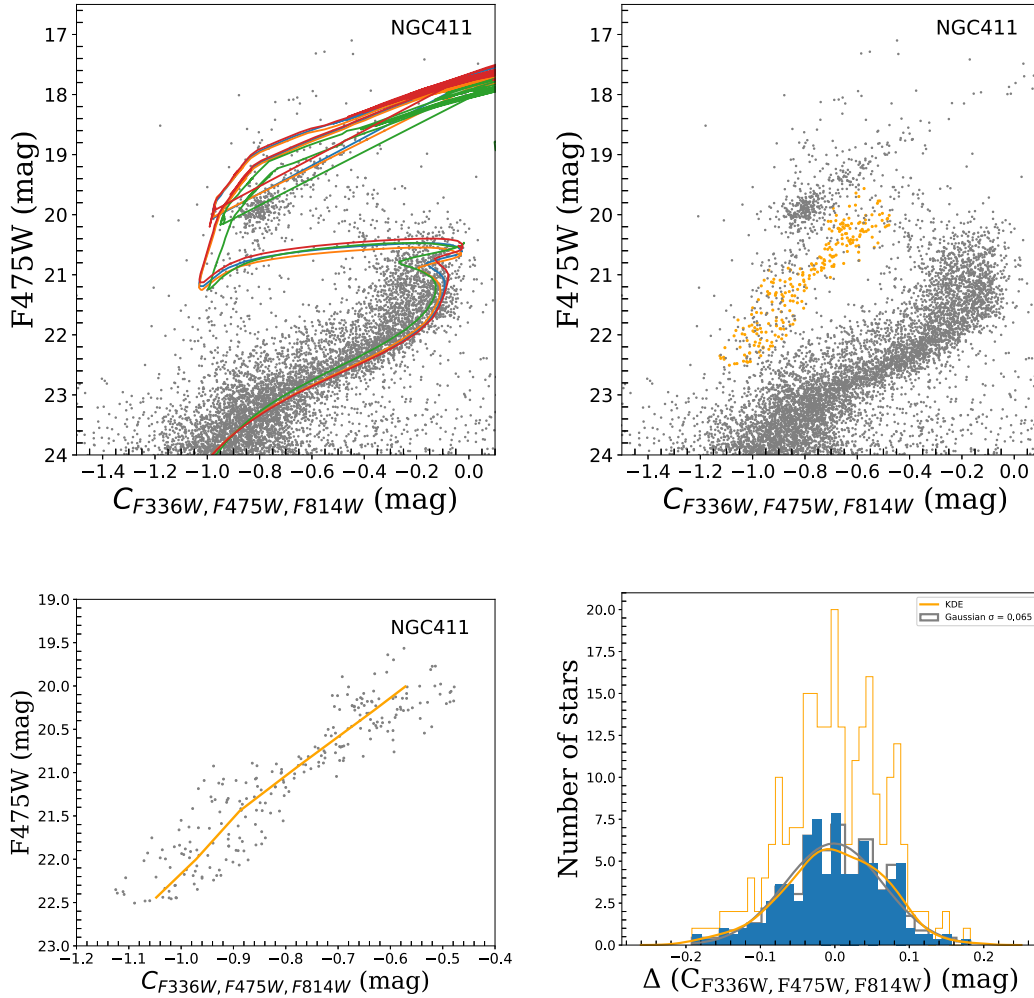 NGC411
17
18
19
20
21
22
23
24
F475W (mag)
−1.4 −1.2 −1.0 −0.8 −0.6 −0.4 −0.2 0.0
C_F336W, F475W, F814W (mag)
NGC411
17
18
19
20
21
22
23
24
F475W (mag)
−1.4 −1.2 −1.0 −0.8 −0.6 −0.4 −0.2 0.0
C_F336W, F475W, F814W (mag)
NGC411
19.0
19.5
20.0
20.5
21.0
21.5
22.0
22.5
23.0
F475W (mag)
−1.2 −1.1 −1.0 −0.9 −0.8 −0.7 −0.6 −0.5 −0.4
C_F336W, F475W, F814W (mag)
KDE
Gaussian σ = 0.065
20.0
17.5
15.0
12.5
10.0
7.5
5.0
2.5
0.0
Number of stars
−0.2 −0.1 0.0 0.1 0.2
Δ (C_F336W, F475W, F814W) (mag)